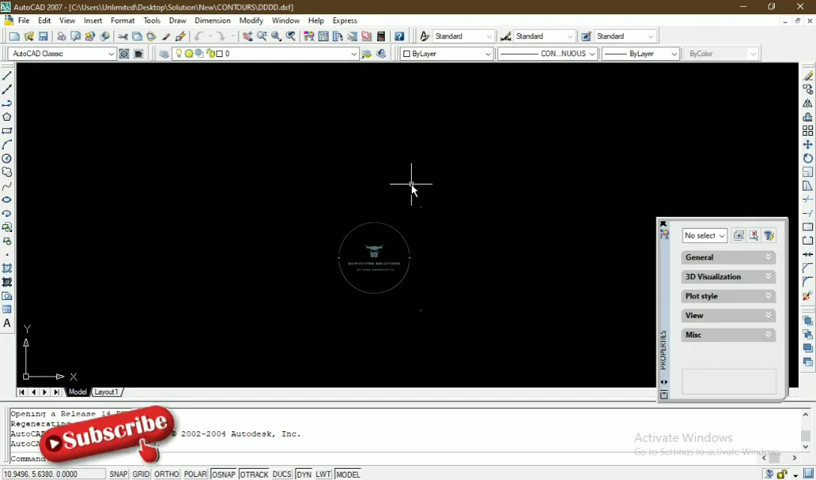 AutoCAD 2007 - [C:\Users\Unlimited\Desktop\Solution\New\CONTOURS\DDDD.dxf]
File Edit View Insert Format Tools Draw Dimension Modify Window Help Express
Standard Standard Standard
AutoCAD Classic 0 ByLayer CON...NUOUS ByLayer ByColor
No select
General
3D Visualization
Plot style
View
Misc
PROPERTIES
SURVEYING SOLUTIONS
Y
X
A
Model Layout1
Opening a Release 14
Regenerating
AutoCAD © 2002-2004 Autodesk, Inc.
Subscribe
Command
Activate Windows
Go to Settings to activate Windows
10.9496, 5.6380, 0.0000 SNAP GRID ORTHO POLAR OSNAP OTRACK DUCS DYN LWT MODEL